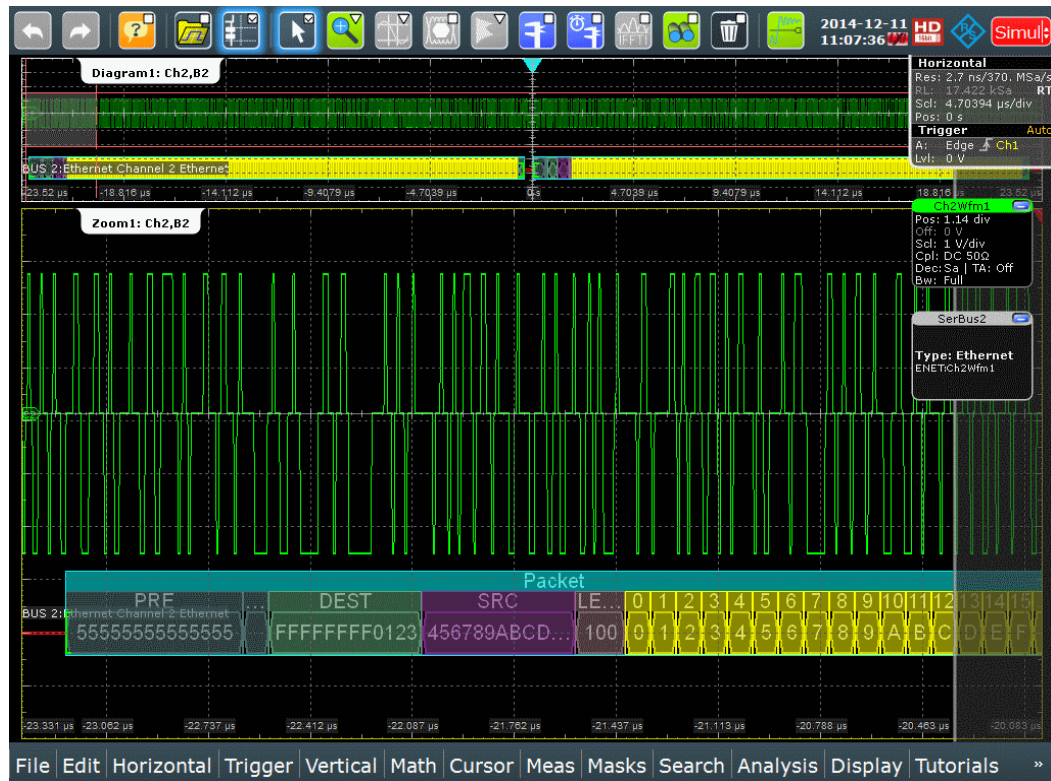 2014-12-11
11:07:36
HD
16bit
Simul
Diagram1: Ch2,B2
BUS 2:Ethernet Channel 2 Ethernet
-23.52 µs -18.816 µs -14.112 µs -9.4079 µs -4.7039 µs 0 s 4.7039 µs 9.4079 µs 14.112 µs 18.816 µs 23.52 µs
Horizontal
Res: 2.7 ns/370. MSa/s
RL: 17.422 kSa RT
Scl: 4.70394 µs/div
Pos: 0 s
Trigger Auto
A: Edge Ch1
Lvl: 0 V
Zoom1: Ch2,B2
Ch2Wfm1
Pos: 1.14 div
Off: 0 V
Scl: 1 V/div
Cpl: DC 50Ω
Dec:Sa | TA: Off
Bw: Full
SerBus2
Type: Ethernet
ENET:Ch2Wfm1
Packet
PRE ... DEST SRC LE... 0 1 2 3 4 5 6 7 8 9 10 11 12 13 14 15
BUS 2:Ethernet Channel 2 Ethernet
55555555555555 FFFFFFFF0123 456789ABCD... 100 0 1 2 3 4 5 6 7 8 9 A B C D E F
-23.331 µs -23.062 µs -22.737 µs -22.412 µs -22.087 µs -21.762 µs -21.437 µs -21.113 µs -20.788 µs -20.463 µs -20.083 µs
File Edit Horizontal Trigger Vertical Math Cursor Meas Masks Search Analysis Display Tutorials »